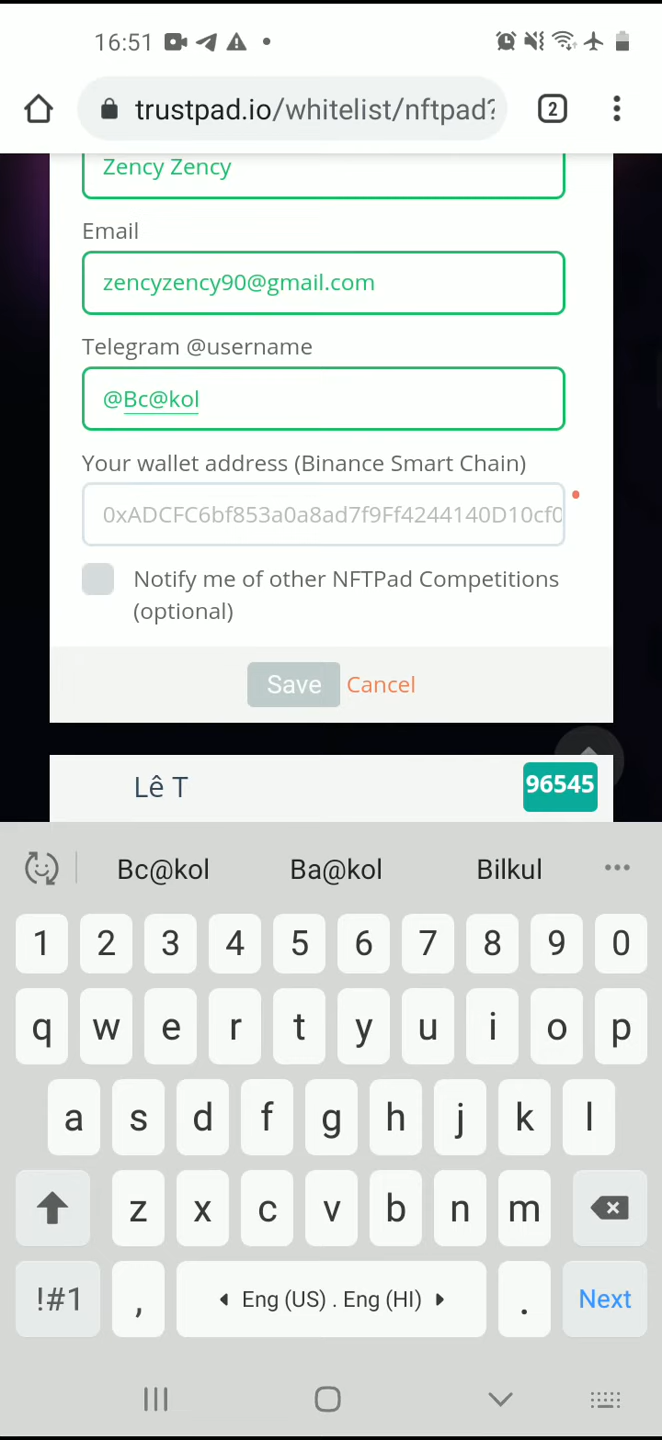 16:51
trustpad.io/whitelist/nftpad?
2
Zency Zency
Email
zencyzency90@gmail.com
Telegram @username
@Bc@kol
Your wallet address (Binance Smart Chain)
0xADCFC6bf853a0a8ad7f9Ff4244140D10cf0
Notify me of other NFTPad Competitions
(optional)
Save Cancel
Lê T 96545
Bc@kol Ba@kol Bilkul
1 2 3 4 5 6 7 8 9 0
q w e r t y u i o p
a s d f g h j k l
z x c v b n m
!#1 , Eng (US) . Eng (HI) . Next